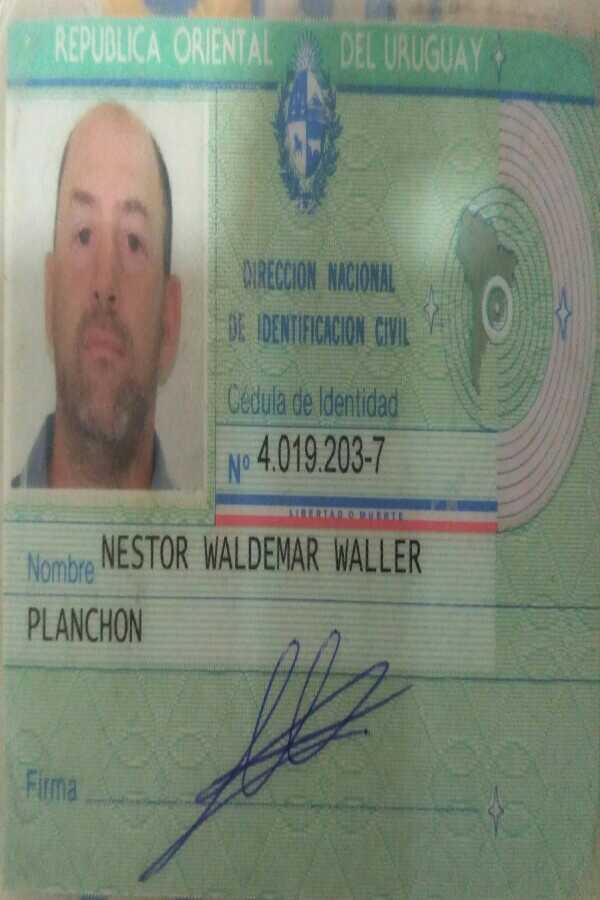 REPUBLICA ORIENTAL DEL URUGUAY
DIRECCION NACIONAL
DE IDENTIFICACION CIVIL
Cédula de Identidad
Nº 4.019.203-7
LIBERTAD O MUERTE
Nombre NESTOR WALDEMAR WALLER
PLANCHON
Firma